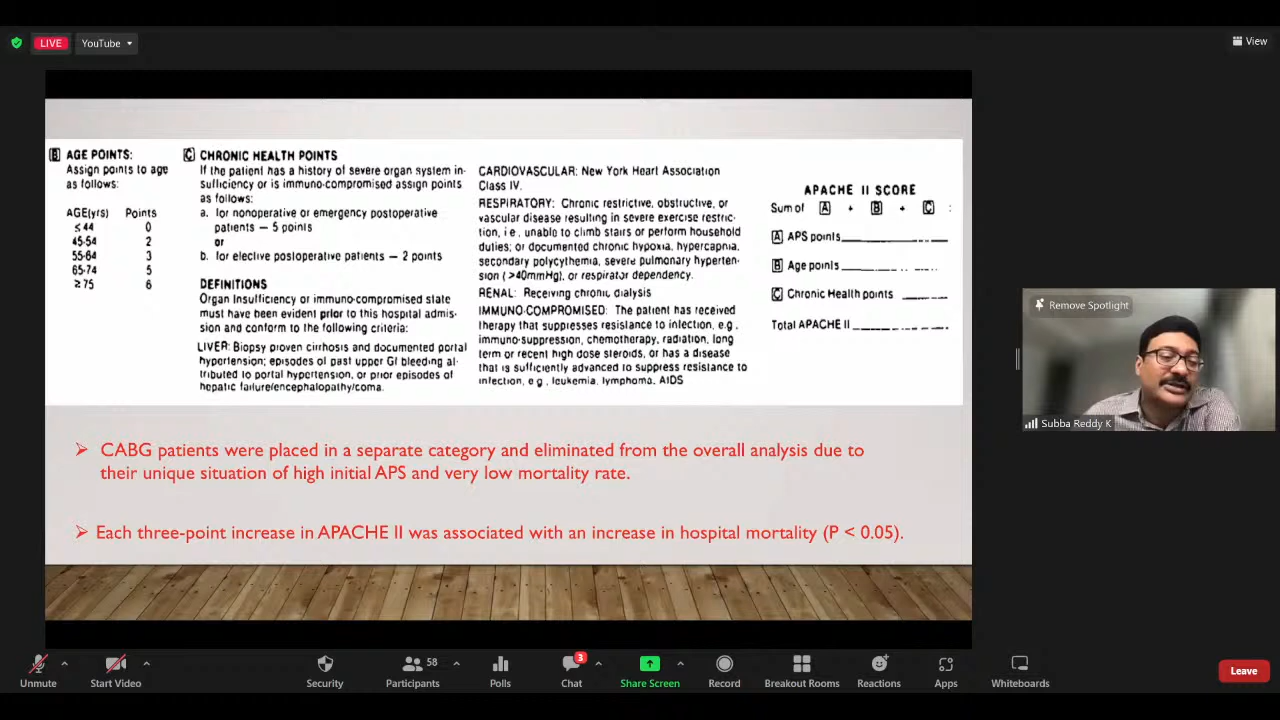 LIVE
YouTube
View
B AGE POINTS:
Assign points to age
as follows:
AGE(yrs) Points
≤ 44 0
45-54 2
55-64 3
65-74 5
≥ 75 6
C CHRONIC HEALTH POINTS
If the patient has a history of severe organ system in-
sufficiency or is immuno-compromised assign points
as follows:
a. for nonoperative or emergency postoperative
patients — 5 points
or
b. for elective postoperative patients — 2 points
DEFINITIONS
Organ Insufficiency or immuno-compromised state
must have been evident prior to this hospital admis-
sion and conform to the following criteria:
LIVER: Biopsy proven cirrhosis and documented portal
hypertension; episodes of past upper GI bleeding at-
tributed to portal hypertension, or prior episodes of
hepatic failure/encephalopathy/coma.
CARDIOVASCULAR: New York Heart Association
Class IV.
RESPIRATORY: Chronic restrictive, obstructive, or
vascular disease resulting in severe exercise restric-
tion, i.e., unable to climb stairs or perform household
duties; or documented chronic hypoxia, hypercapnia,
secondary polycythemia, severe pulmonary hyperten-
sion (>40mmHg), or respirator dependency.
RENAL: Receiving chronic dialysis
IMMUNO-COMPROMISED: The patient has received
therapy that suppresses resistance to infection, e.g.,
immuno-suppression, chemotherapy, radiation, long
term or recent high dose steroids, or has a disease
that is sufficiently advanced to suppress resistance to
infection, e.g., leukemia, lymphoma, AIDS
APACHE II SCORE
Sum of A + B + C :
A APS points
B Age points
C Chronic Health points
Total APACHE II
➢ CABG patients were placed in a separate category and eliminated from the overall analysis due to
their unique situation of high initial APS and very low mortality rate.
➢ Each three-point increase in APACHE II was associated with an increase in hospital mortality (P < 0.05).
Remove Spotlight
Subba Reddy K
Unmute
Start Video
Security
58
Participants
Polls
3
Chat
Share Screen
Record
Breakout Rooms
Reactions
Apps
Whiteboards
Leave